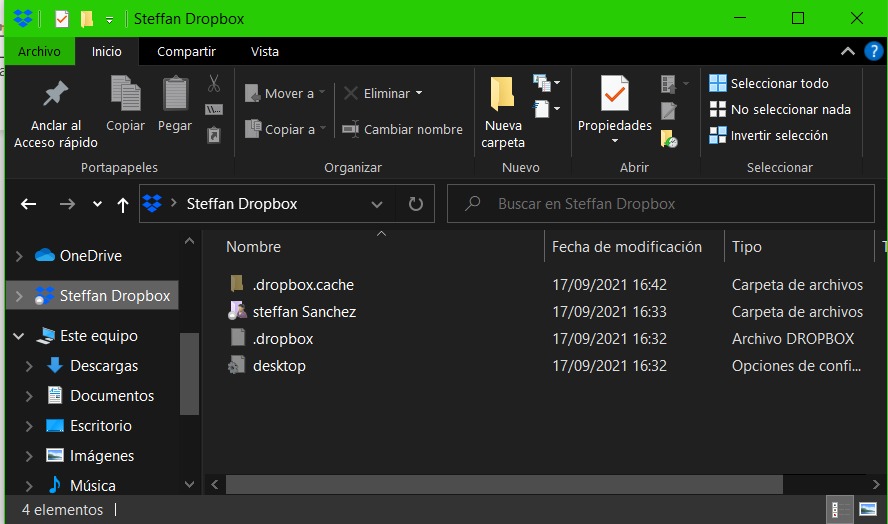 Steffan Dropbox
Archivo Inicio Compartir Vista
Anclar al
Acceso rápido
Copiar
Pegar
Portapapeles
Mover a
Copiar a
Eliminar
Cambiar nombre
Organizar
Nueva
carpeta
Nuevo
Propiedades
Abrir
Seleccionar todo
No seleccionar nada
Invertir selección
Seleccionar
Steffan Dropbox
Buscar en Steffan Dropbox
OneDrive
Steffan Dropbox
Este equipo
Descargas
Documentos
Escritorio
Imágenes
Música
Nombre Fecha de modificación Tipo
.dropbox.cache 17/09/2021 16:42 Carpeta de archivos
steffan Sanchez 17/09/2021 16:33 Carpeta de archivos
.dropbox 17/09/2021 16:32 Archivo DROPBOX
desktop 17/09/2021 16:32 Opciones de confi...
4 elementos